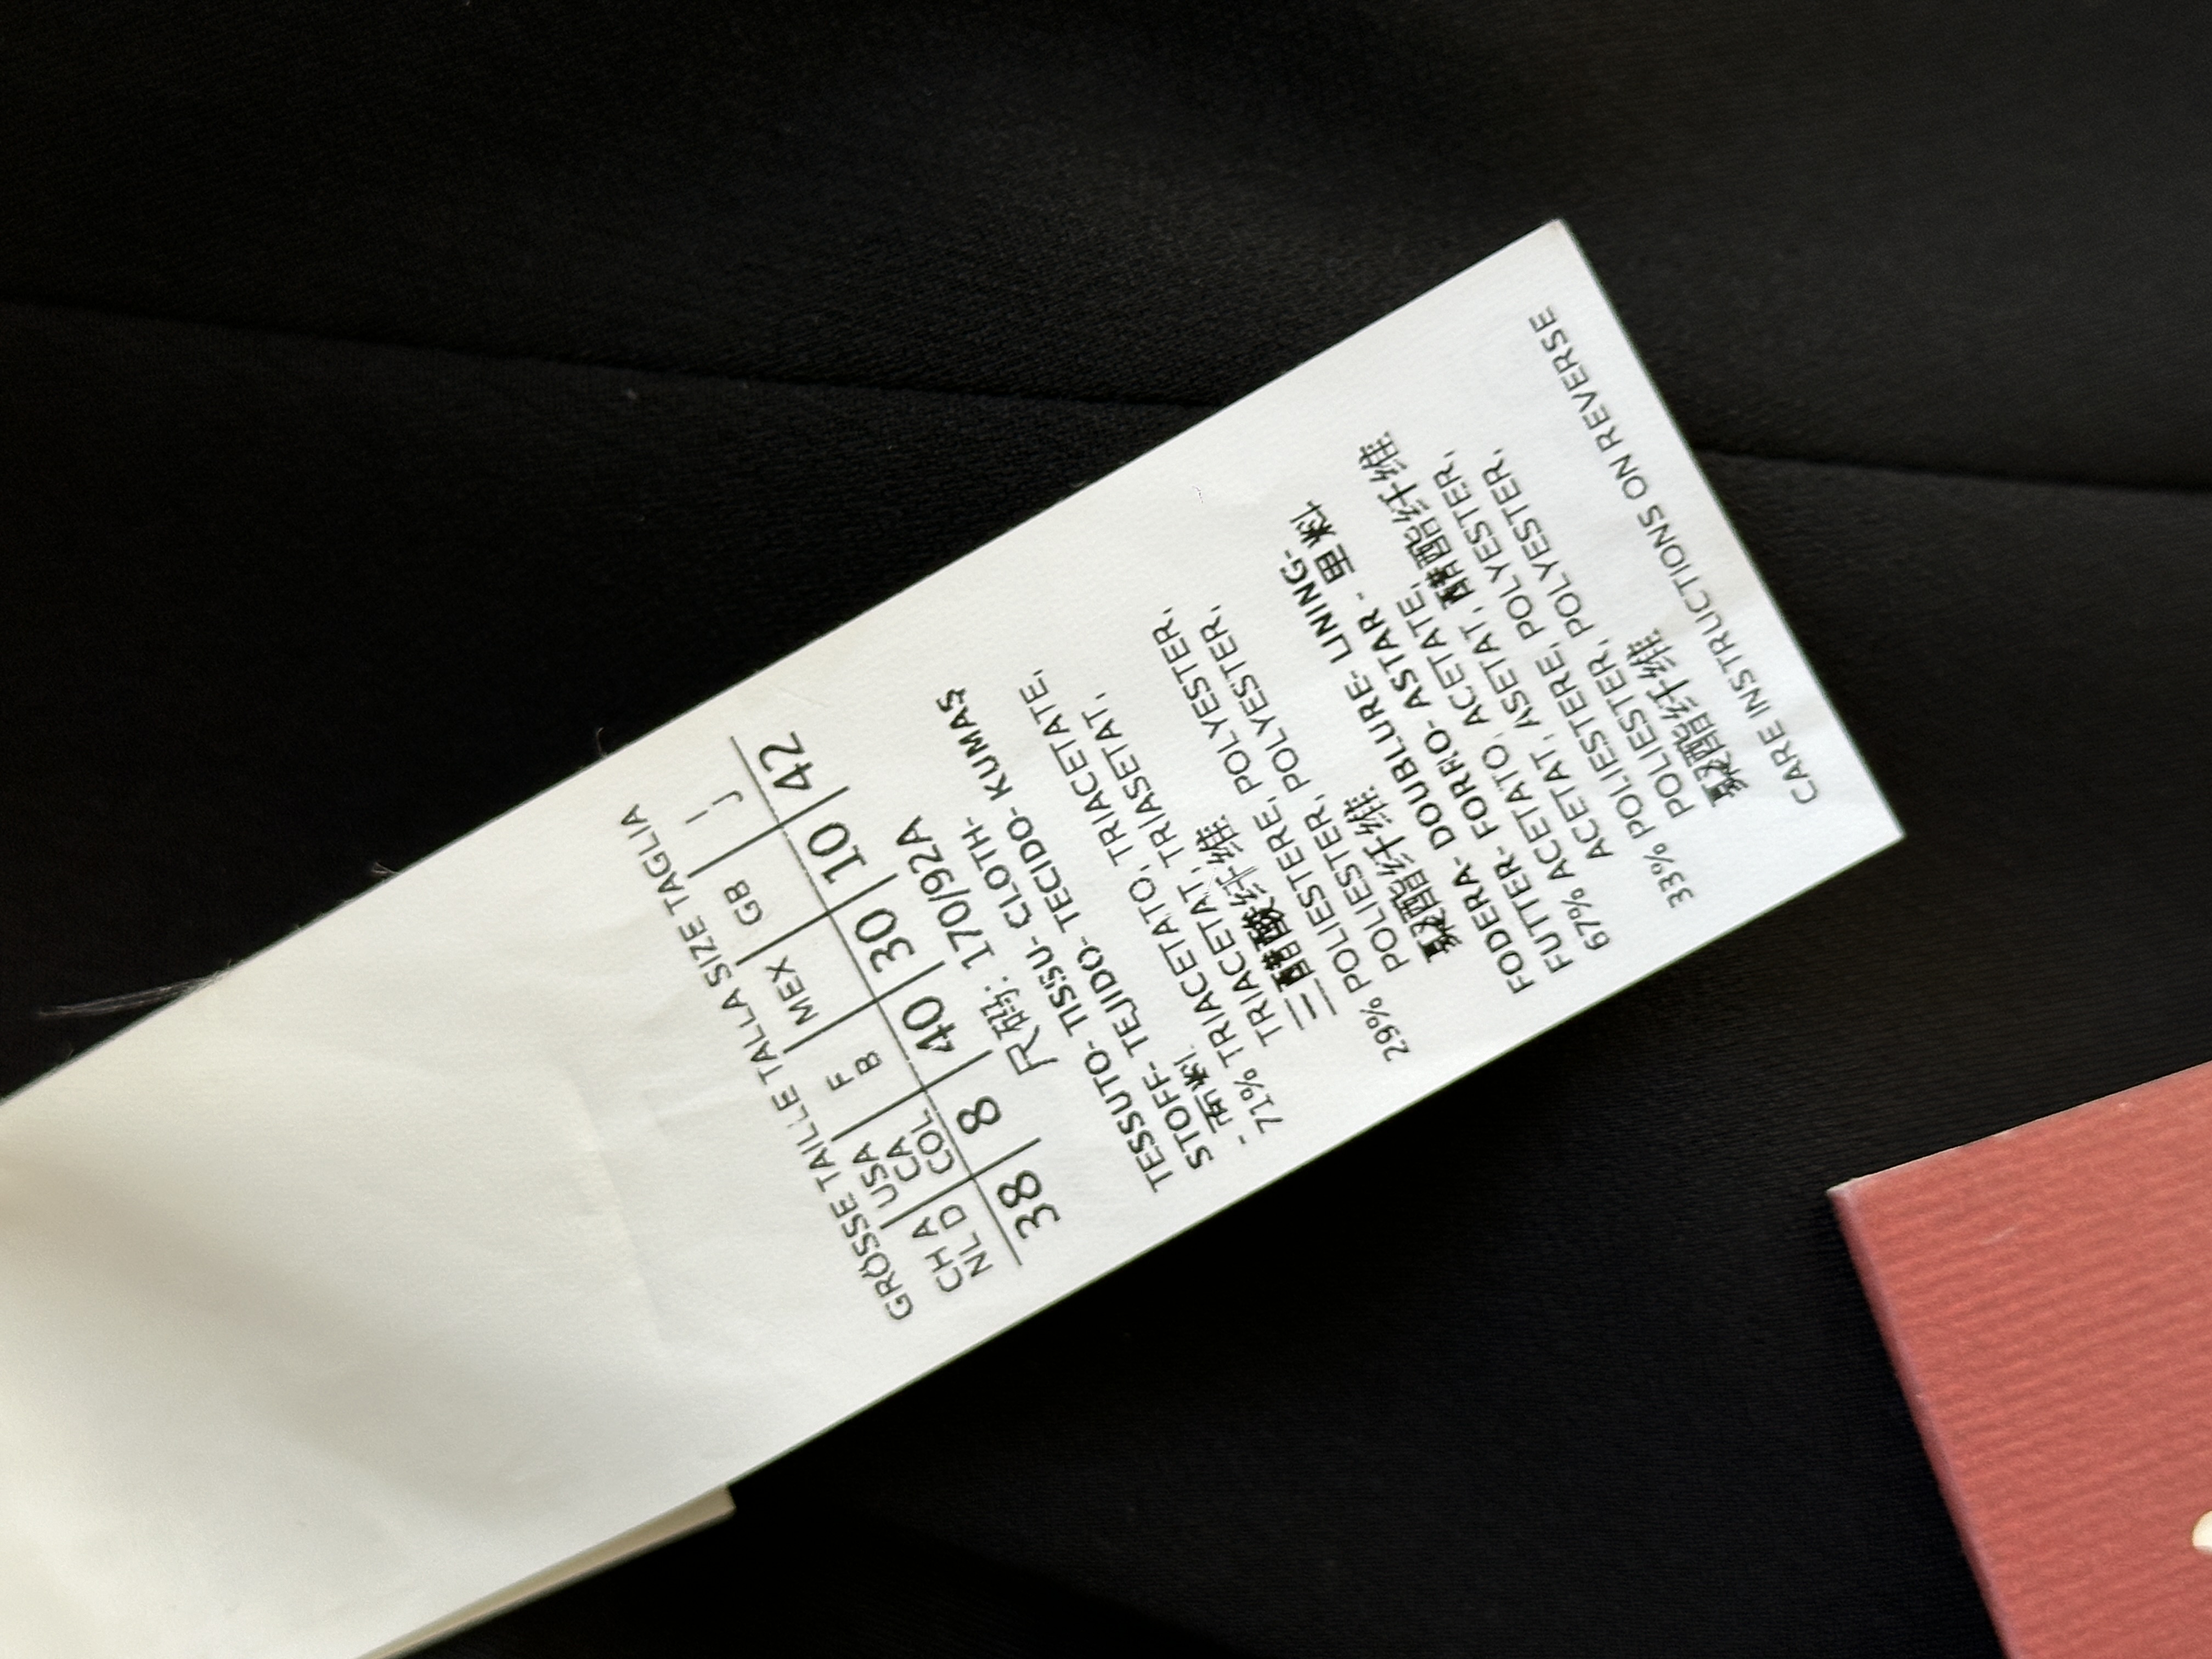 GRÖSSE TAILLE TALLA SIZE TAGLIA
CH A | USA | F | MEX | GB | I J
NL D CA B
COL
38 | 8 | 40 | 30 | 10 | 42
尺码: 170/92A
TESSUTO- TISSU- CLOTH-
STOFF- TEJIDO- TECIDO- KUMAŞ
- 面料.
71% TRIACETATO, TRIACETATE,
TRIACETAT, TRIASETAT,
三醋酸纤维.
29% POLIESTERE, POLYESTER,
POLIESTER, POLYESTER,
聚酯纤维.
FODERA- DOUBLURE- LINING-
FUTTER- FORRO- ASTAR - 里料.
67% ACETATO, ACETATE,
ACETAT, ASETAT, 醋酯纤维.
33% POLIESTERE, POLYESTER,
POLIESTER, POLYESTER,
聚酯纤维.
CARE INSTRUCTIONS ON REVERSE